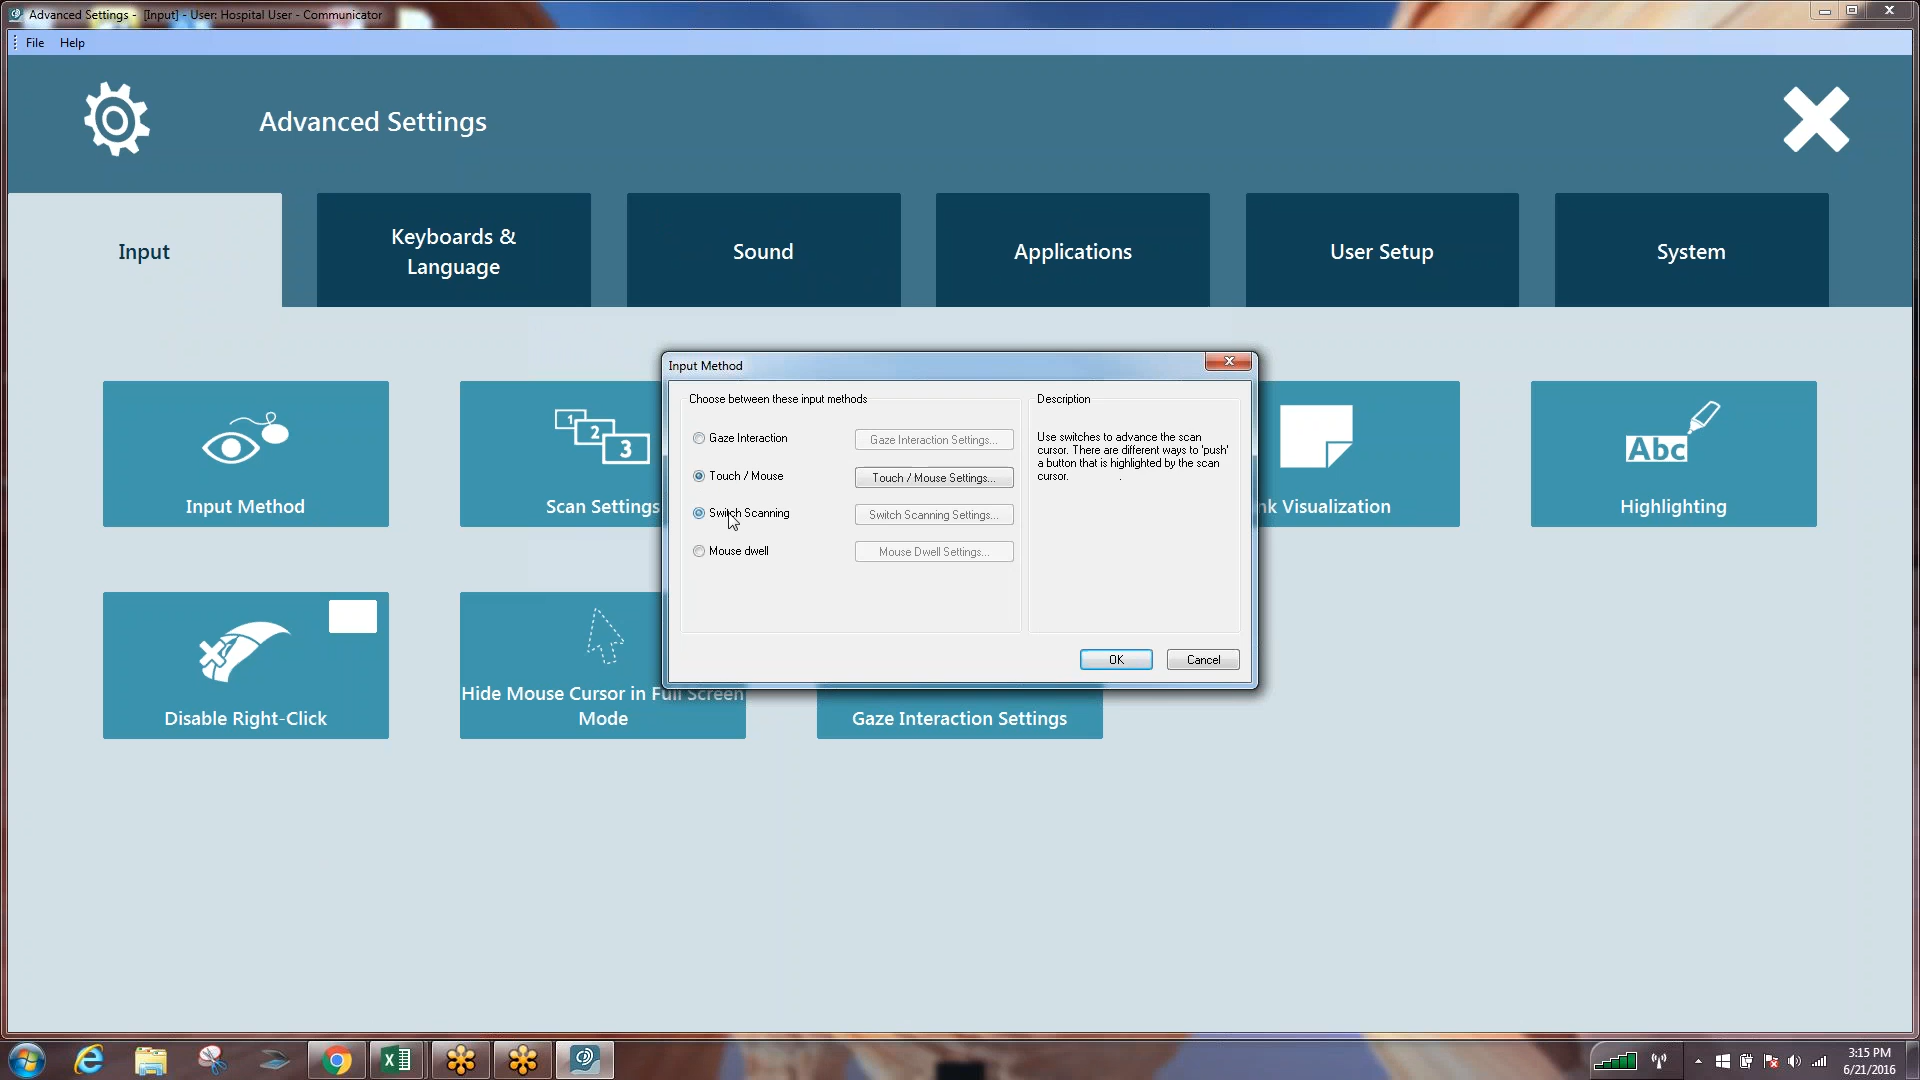 Advanced Settings - [Input] - User: Hospital User - Communicator
File Help
Advanced Settings
Input
Keyboards &
Language
Sound
Applications
User Setup
System
Input Method
Scan Settings
nk Visualization
Highlighting
Abc
1
2
3
Disable Right-Click
Hide Mouse Cursor in Full Screen
Mode
Gaze Interaction Settings
Input Method
Choose between these input methods
Gaze Interaction
Gaze Interaction Settings...
Touch / Mouse
Touch / Mouse Settings...
Switch Scanning
Switch Scanning Settings...
Mouse dwell
Mouse Dwell Settings...
Description
Use switches to advance the scan
cursor. There are different ways to 'push'
a button that is highlighted by the scan
cursor. .
OK
Cancel
3:15 PM
6/21/2016